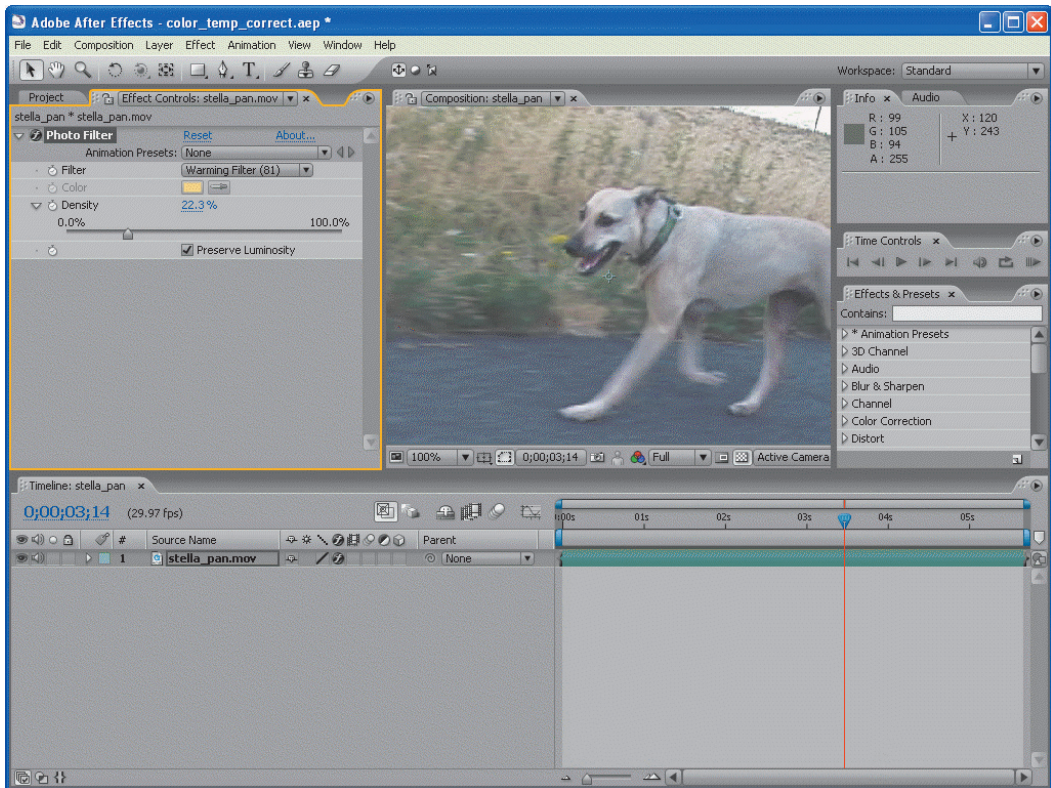 Adobe After Effects - color_temp_correct.aep *
File Edit Composition Layer Effect Animation View Window Help
Workspace: Standard
Project
Effect Controls: stella_pan.mov
stella_pan * stella_pan.mov
Photo Filter Reset About...
Animation Presets: None
Filter Warming Filter (81)
Color
Density 22.3 %
0.0% 100.0%
Preserve Luminosity
Composition: stella_pan
100% 0;00;03;14 Full Active Camera
Info Audio
R : 99 X : 120
G : 105 Y : 243
B : 94
A : 255
Time Controls
Effects & Presets
Contains:
* Animation Presets
3D Channel
Audio
Blur & Sharpen
Channel
Color Correction
Distort
Timeline: stella_pan
0;00;03;14 (29.97 fps)
00s 01s 02s 03s 04s 05s
# Source Name Parent
1 stella_pan.mov None